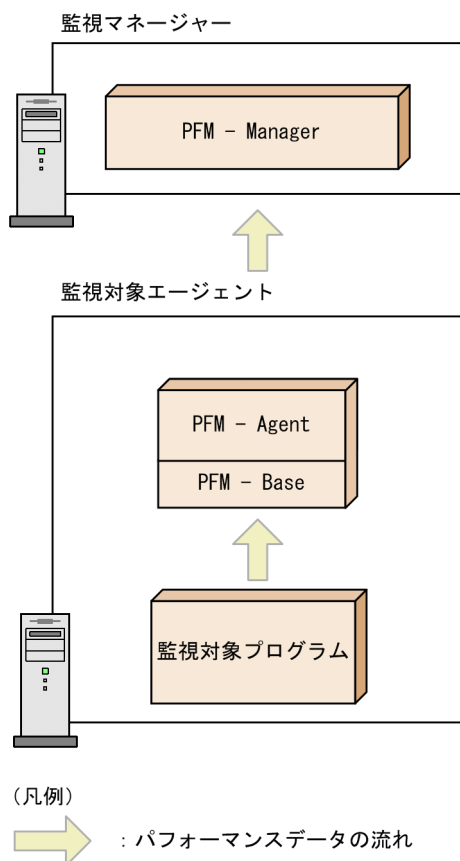 監視マネージャー
PFM - Manager
監視対象エージェント
PFM - Agent
PFM - Base
監視対象プログラム
(凡例)
：パフォーマンスデータの流れ